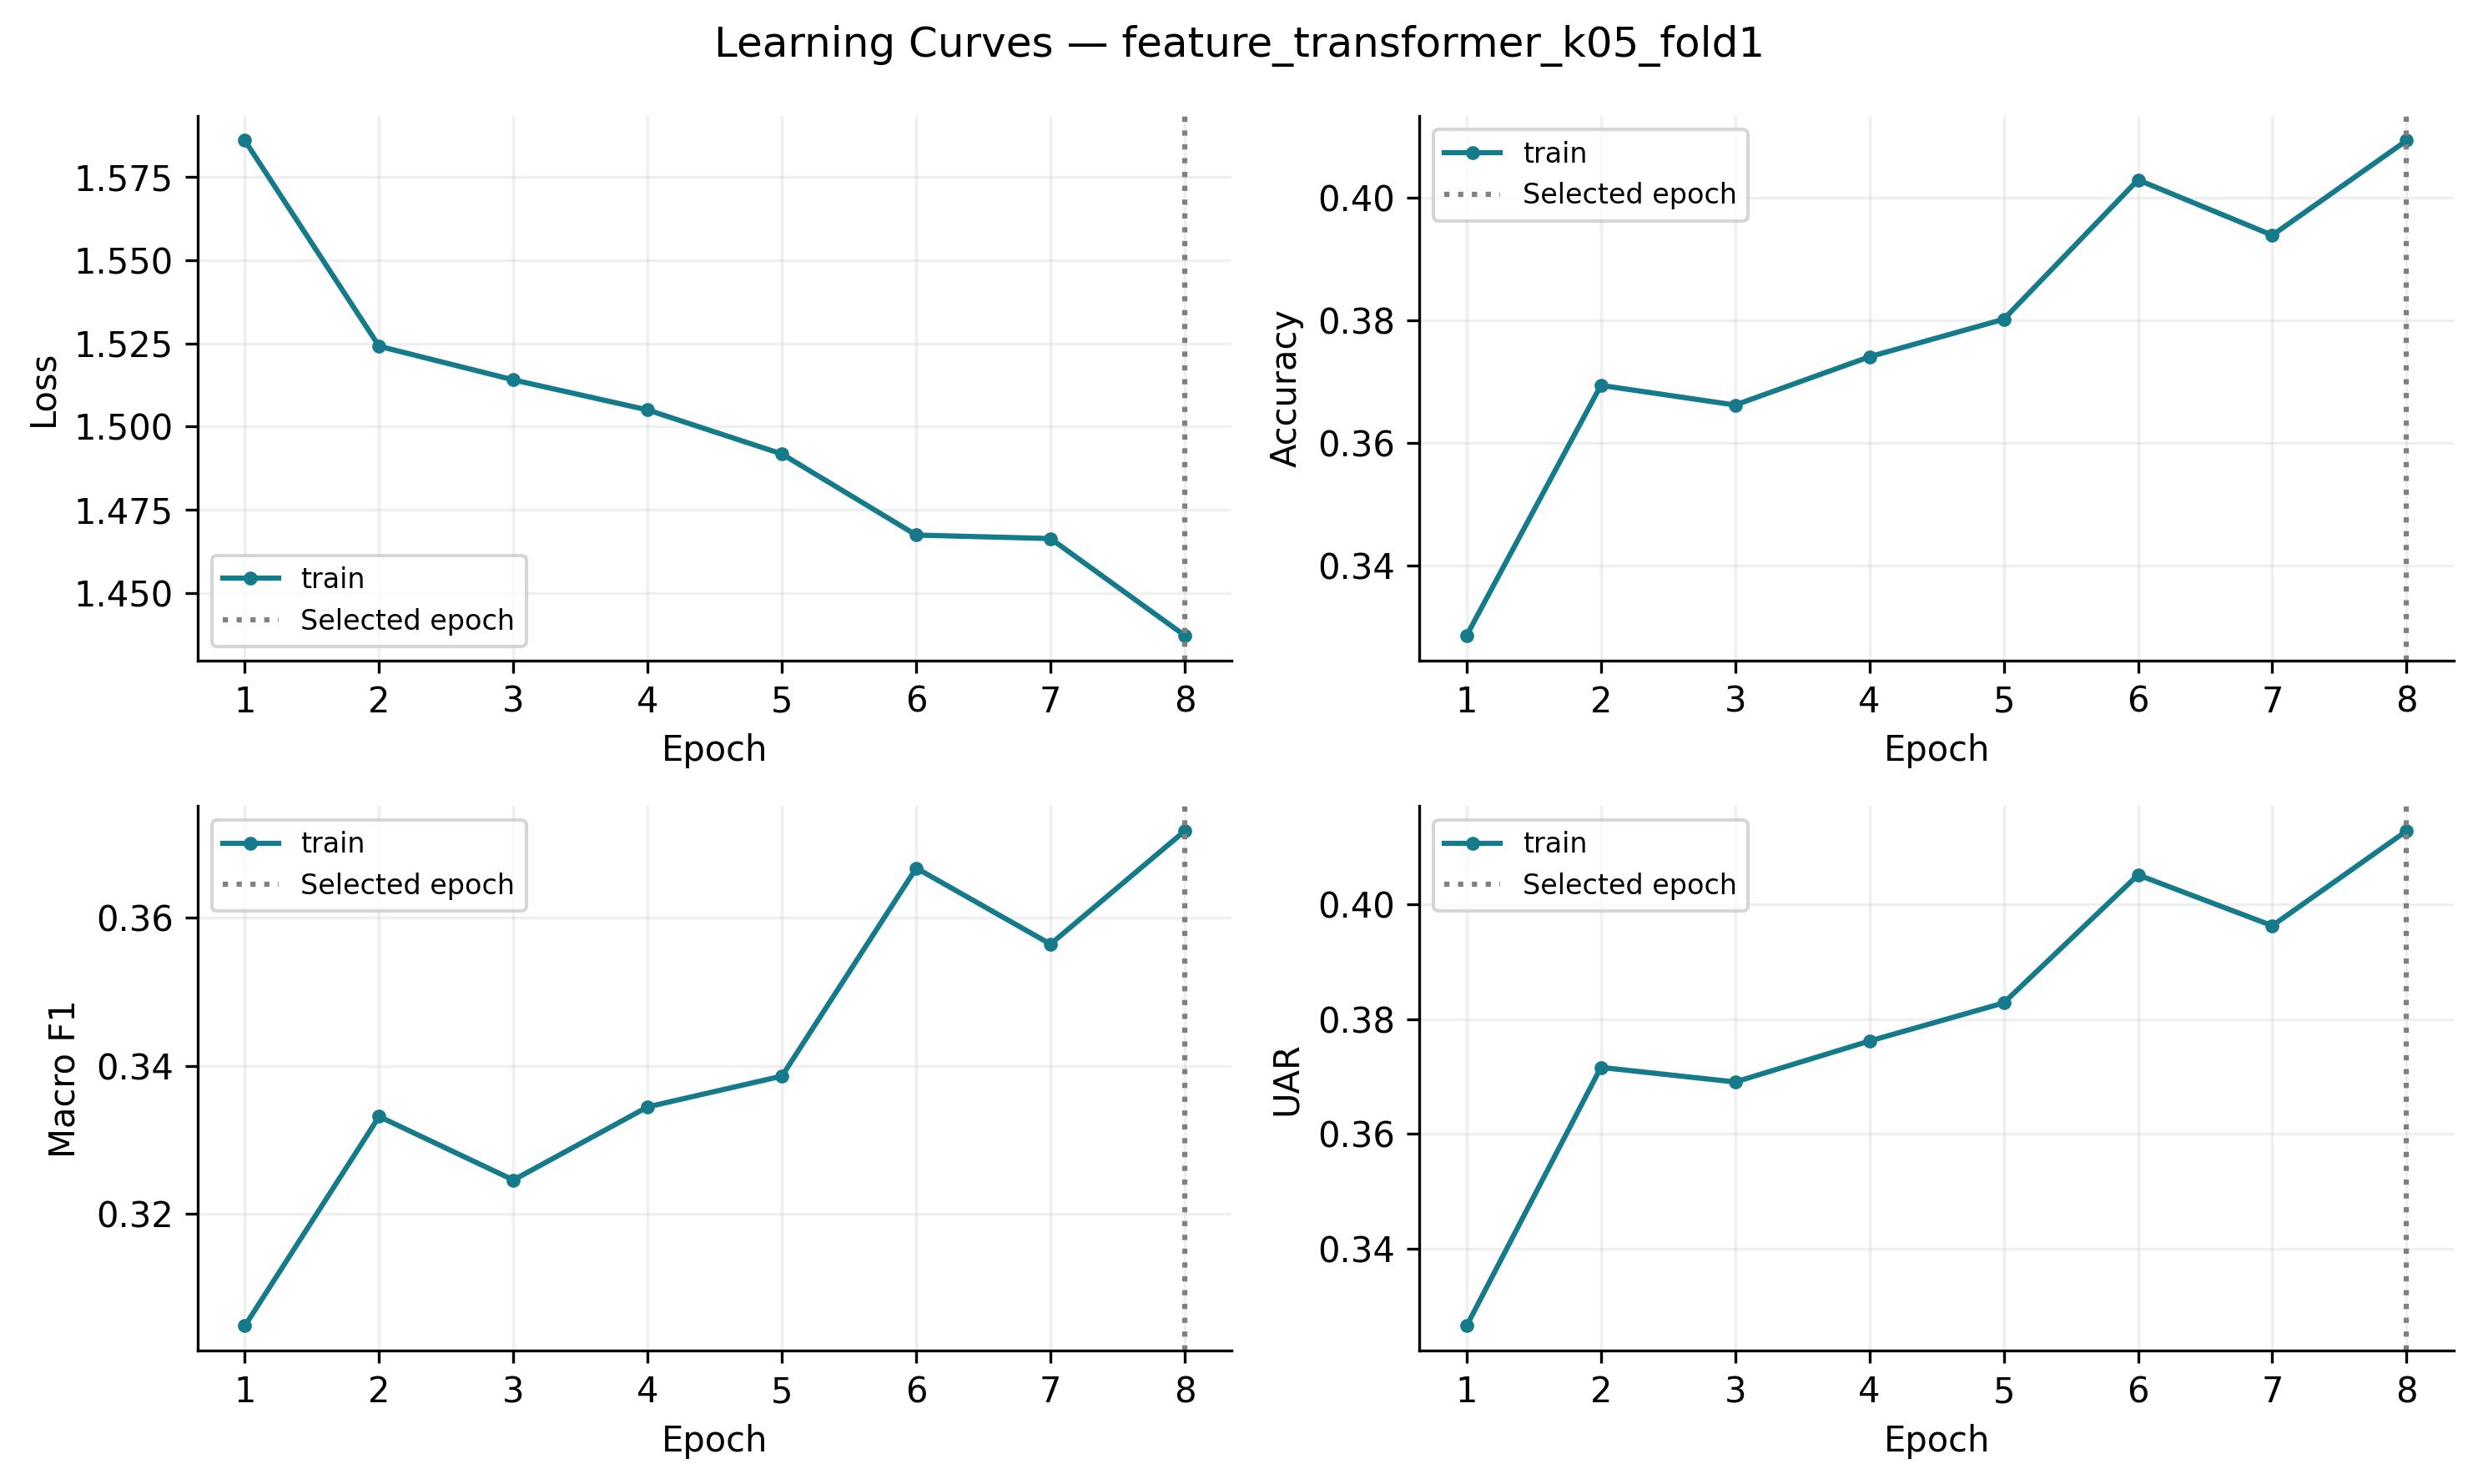 Learning Curves — feature_transformer_k05_fold1
Loss
1.575
1.550
1.525
1.500
1.475
1.450
train
Selected epoch
1 2 3 4 5 6 7 8
Epoch
Accuracy
0.40
0.38
0.36
0.34
train
Selected epoch
1 2 3 4 5 6 7 8
Epoch
Macro F1
0.36
0.34
0.32
train
Selected epoch
1 2 3 4 5 6 7 8
Epoch
UAR
0.40
0.38
0.36
0.34
train
Selected epoch
1 2 3 4 5 6 7 8
Epoch